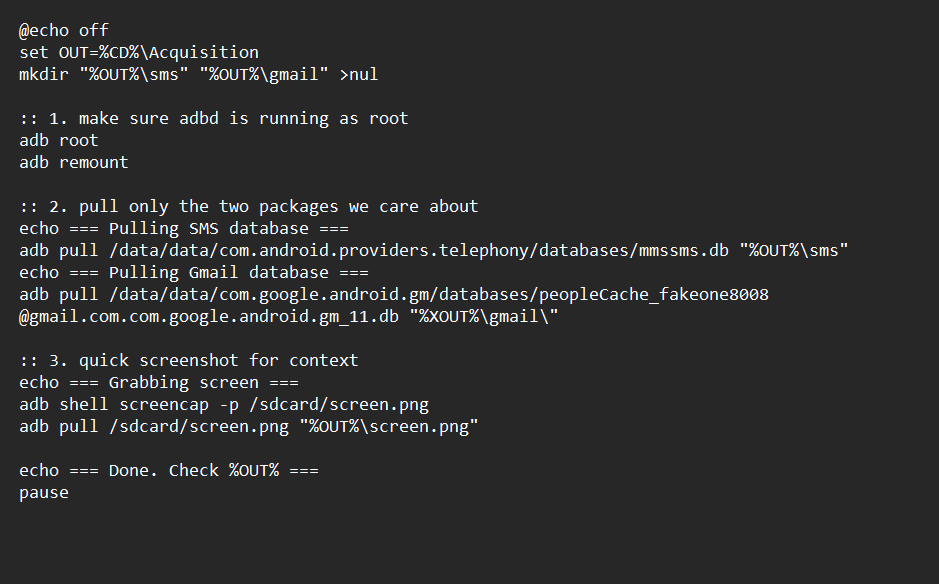 @echo off
set OUT=%CD%\Acquisition
mkdir "%OUT%\sms" "%OUT%\gmail" >nul
:: 1. make sure adbd is running as root
adb root
adb remount
:: 2. pull only the two packages we care about
echo === Pulling SMS database ===
adb pull /data/data/com.android.providers.telephony/databases/mmssms.db "%OUT%\sms"
echo === Pulling Gmail database ===
adb pull /data/data/com.google.android.gm/databases/peopleCache_fakeone8008
@gmail.com.com.google.android.gm_11.db "%XOUT%\gmail\"
:: 3. quick screenshot for context
echo === Grabbing screen ===
adb shell screencap -p /sdcard/screen.png
adb pull /sdcard/screen.png "%OUT%\screen.png"
echo === Done. Check %OUT% ===
pause